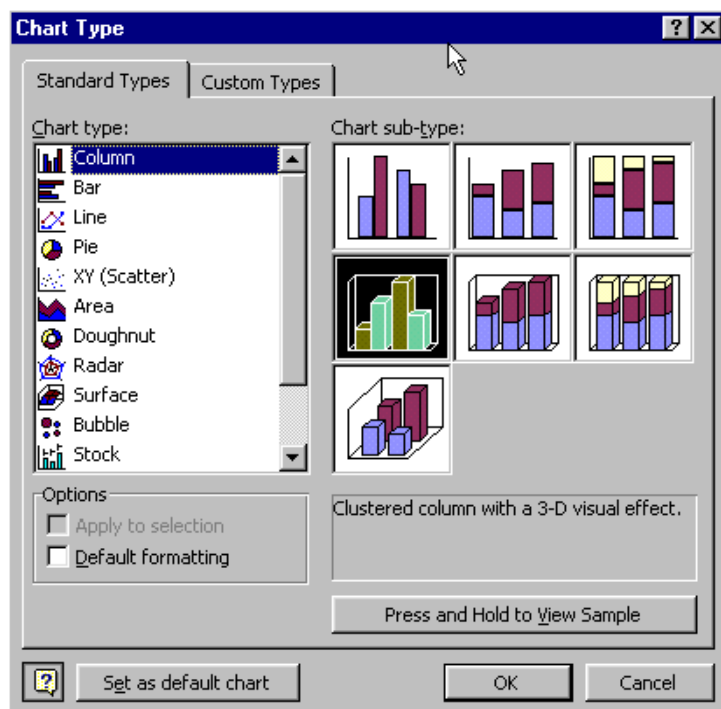 Chart Type
Standard Types
Custom Types
Chart type:
Column
Bar
Line
Pie
XY (Scatter)
Area
Doughnut
Radar
Surface
Bubble
Stock
Chart sub-type:
Options
Apply to selection
Default formatting
Clustered column with a 3-D visual effect.
Press and Hold to View Sample
Set as default chart
OK
Cancel